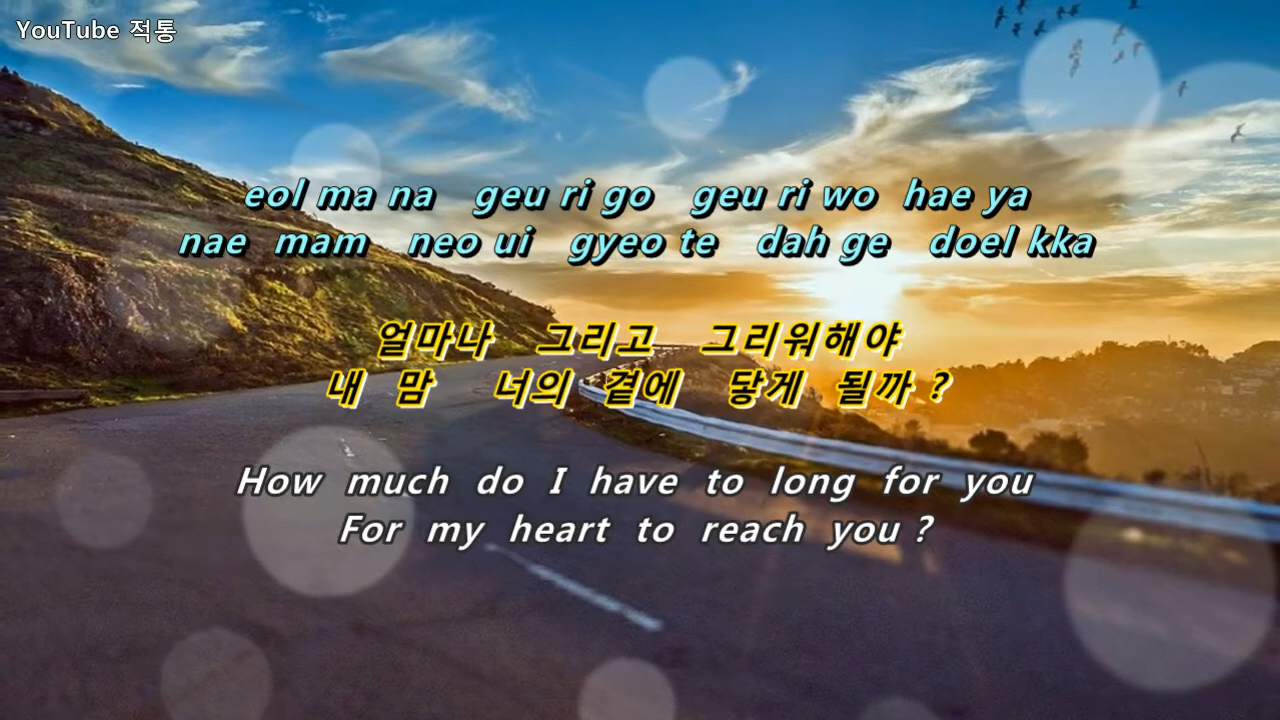 YouTube 적통
eol ma na geu ri go geu ri wo hae ya
nae mam neo ui gyeo te dah ge doel kka
얼마나 그리고 그리워해야
내 맘 너의 곁에 닿게 될까 ?
How much do I have to long for you
For my heart to reach you ?